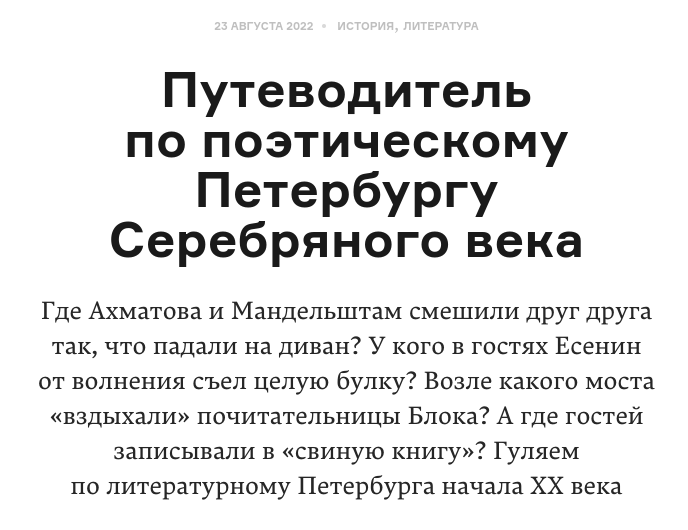 23 АВГУСТА 2022 • ИСТОРИЯ, ЛИТЕРАТУРА
Путеводитель
по поэтическому
Петербургу
Серебряного века
Где Ахматова и Мандельштам смешили друг друга
так, что падали на диван? У кого в гостях Есенин
от волнения съел целую булку? Возле какого моста
«вздыхали» почитательницы Блока? А где гостей
записывали в «свиную книгу»? Гуляем
по литературному Петербурга начала XX века